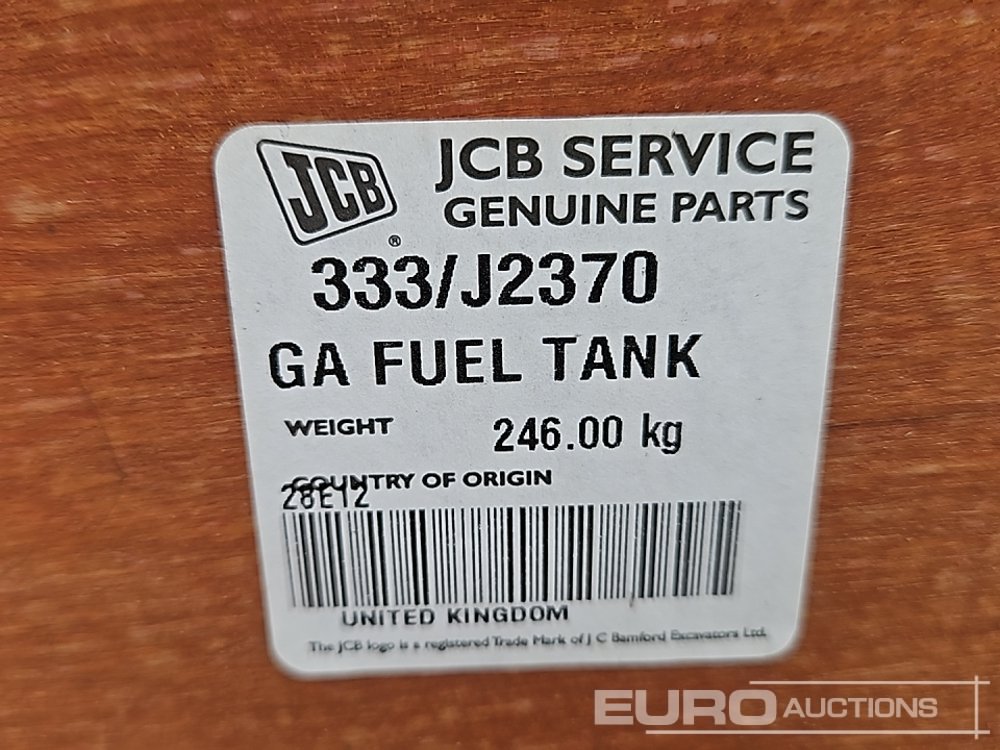 JCB
®
JCB SERVICE
GENUINE PARTS
333/J2370
GA FUEL TANK
WEIGHT 246.00 kg
COUNTRY OF ORIGIN
28E12
UNITED KINGDOM
The JCB logo is a registered Trade Mark of J C Bamford Excavators Ltd.
EURO AUCTIONS